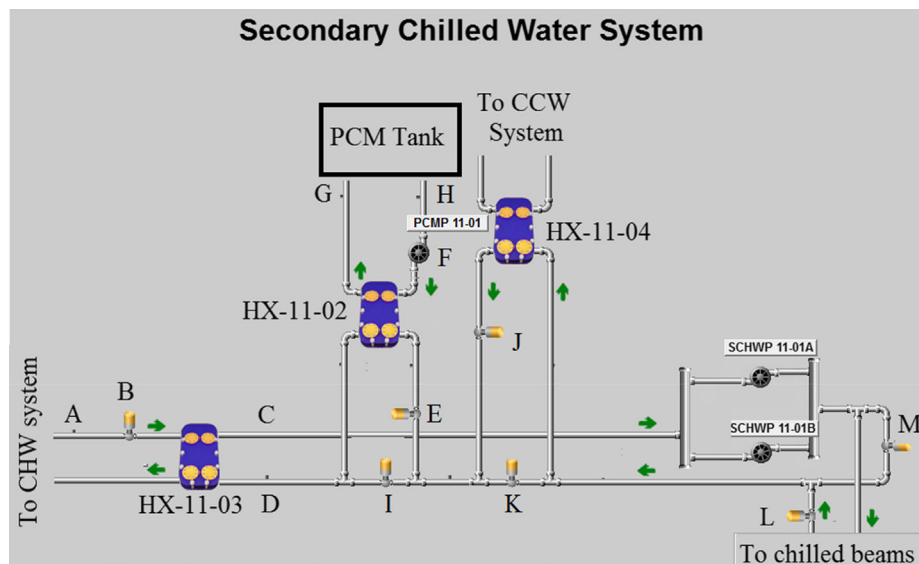 Secondary Chilled Water System
To CCW
System
PCM Tank
G
H
PCMP 11-01
F
HX-11-04
HX-11-02
J
SCHWP 11-01A
To CHW system
A
B
C
E
SCHWP 11-01B
M
HX-11-03
D
I
K
L
To chilled beams